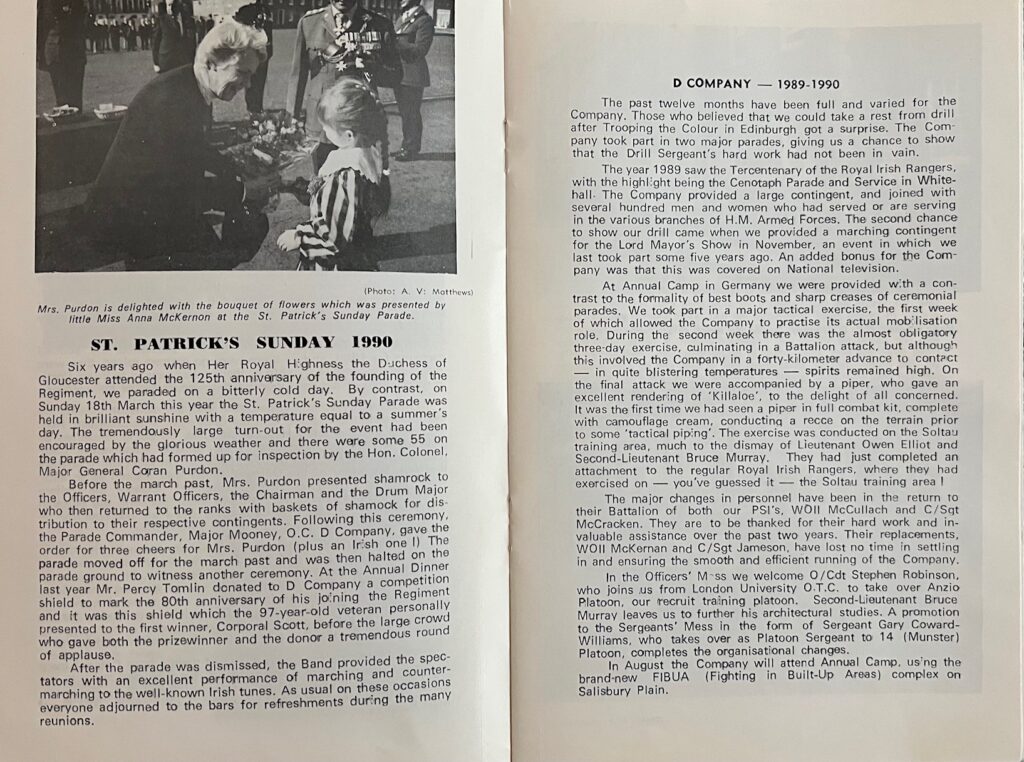 (Photo: A. V: Matthews)
Mrs. Purdon is delighted with the bouquet of flowers which was presented by
little Miss Anna McKernon at the St. Patrick's Sunday Parade.
ST. PATRICK'S SUNDAY 1990
Six years ago when Her Royal Highness the Duchess of
Gloucester attended the 125th anniversary of the founding of the
Regiment, we paraded on a bitterly cold day. By contrast, on
Sunday 18th March this year the St. Patrick's Sunday Parade was
held in brilliant sunshine with a temperature equal to a summer's
day. The tremendously large turn-out for the event had been
encouraged by the glorious weather and there were some 55 on
the parade which had formed up for inspection by the Hon. Colonel,
Major General Coran Purdon.
Before the march past, Mrs. Purdon presented shamrock to
the Officers, Warrant Officers, the Chairman and the Drum Major
who then returned to the ranks with baskets of shamock for dis-
tribution to their respective contingents. Following this ceremony,
the Parade Commander, Major Mooney, O.C. D Company, gave the
order for three cheers for Mrs. Purdon (plus an Irish one!) The
parade moved off for the march past and was then halted on the
parade ground to witness another ceremony. At the Annual Dinner
last year Mr. Percy Tomlin donated to D Company a competition
shield to mark the 80th anniversary of his joining the Regiment
and it was this shield which the 97-year-old veteran personally
presented to the first winner, Corporal Scott, before the large crowd
who gave both the prizewinner and the donor a tremendous round
of applause.
After the parade was dismissed, the Band provided the spec-
tators with an excellent performance of marching and counter-
marching to the well-known Irish tunes. As usual on these occasions
everyone adjourned to the bars for refreshments during the many
reunions.
D COMPANY — 1989-1990
The past twelve months have been full and varied for the
Company. Those who believed that we could take a rest from drill
after Trooping the Colour in Edinburgh got a surprise. The Com-
pany took part in two major parades, giving us a chance to show
that the Drill Sergeant's hard work had not been in vain.
The year 1989 saw the Tercentenary of the Royal Irish Rangers,
with the highlight being the Cenotaph Parade and Service in White-
hall- The Company provided a large contingent, and joined with
several hundred men and women who had served or are serving
in the various branches of H.M. Armed Forces. The second chance
to show our drill came when we provided a marching contingent
for the Lord Mayor's Show in November, an event in which we
last took part some five years ago. An added bonus for the Com-
pany was that this was covered on National television.
At Annual Camp in Germany we were provided with a con-
trast to the formality of best boots and sharp creases of ceremonial
parades. We took part in a major tactical exercise, the first week
of which allowed the Company to practise its actual mobilisation
role. During the second week there was the almost obligatory
three-day exercise, culminating in a Battalion attack, but although
this involved the Company in a forty-kilometer advance to contact
— in quite blistering temperatures — spirits remained high. On
the final attack we were accompanied by a piper, who gave an
excellent rendering of 'Killaloe', to the delight of all concerned.
It was the first time we had seen a piper in full combat kit, complete
with camouflage cream, conducting a recce on the terrain prior
to some 'tactical piping'. The exercise was conducted on the Soltau
training area, much to the dismay of Lieutenant Owen Elliot and
Second-Lieutenant Bruce Murray. They had just completed an
attachment to the regular Royal Irish Rangers, where they had
exercised on — you've guessed it — the Soltau training area !
The major changes in personnel have been in the return to
their Battalion of both our PSI's, WOII McCullach and C/Sgt
McCracken. They are to be thanked for their hard work and in-
valuable assistance over the past two years. Their replacements,
WOII McKernan and C/Sgt Jameson, have lost no time in settling
in and ensuring the smooth and efficient running of the Company.
In the Officers' Mess we welcome O/Cdt Stephen Robinson,
who joins us from London University O.T.C. to take over Anzio
Platoon, our recruit training platoon. Second-Lieutenant Bruce
Murray leaves us to further his architectural studies. A promotion
to the Sergeants' Mess in the form of Sergeant Gary Coward-
Williams, who takes over as Platoon Sergeant to 14 (Munster)
Platoon, completes the organisational changes.
In August the Company will attend Annual Camp, using the
brand-new FIBUA (Fighting in Built-Up Areas) complex on
Salisbury Plain.